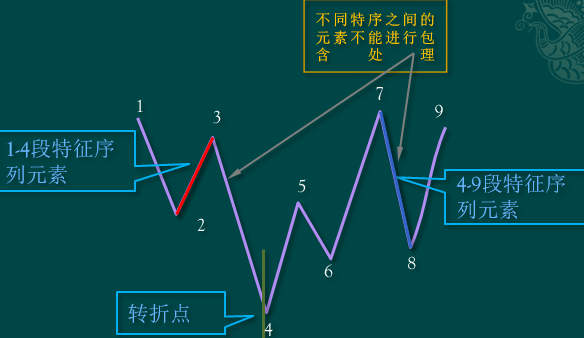 不同特序之间的
元素不能进行包
含处理
7
1
3
9
1-4段特征序
列元素
4-9段特征序
列元素
5
2
6
8
转折点
4